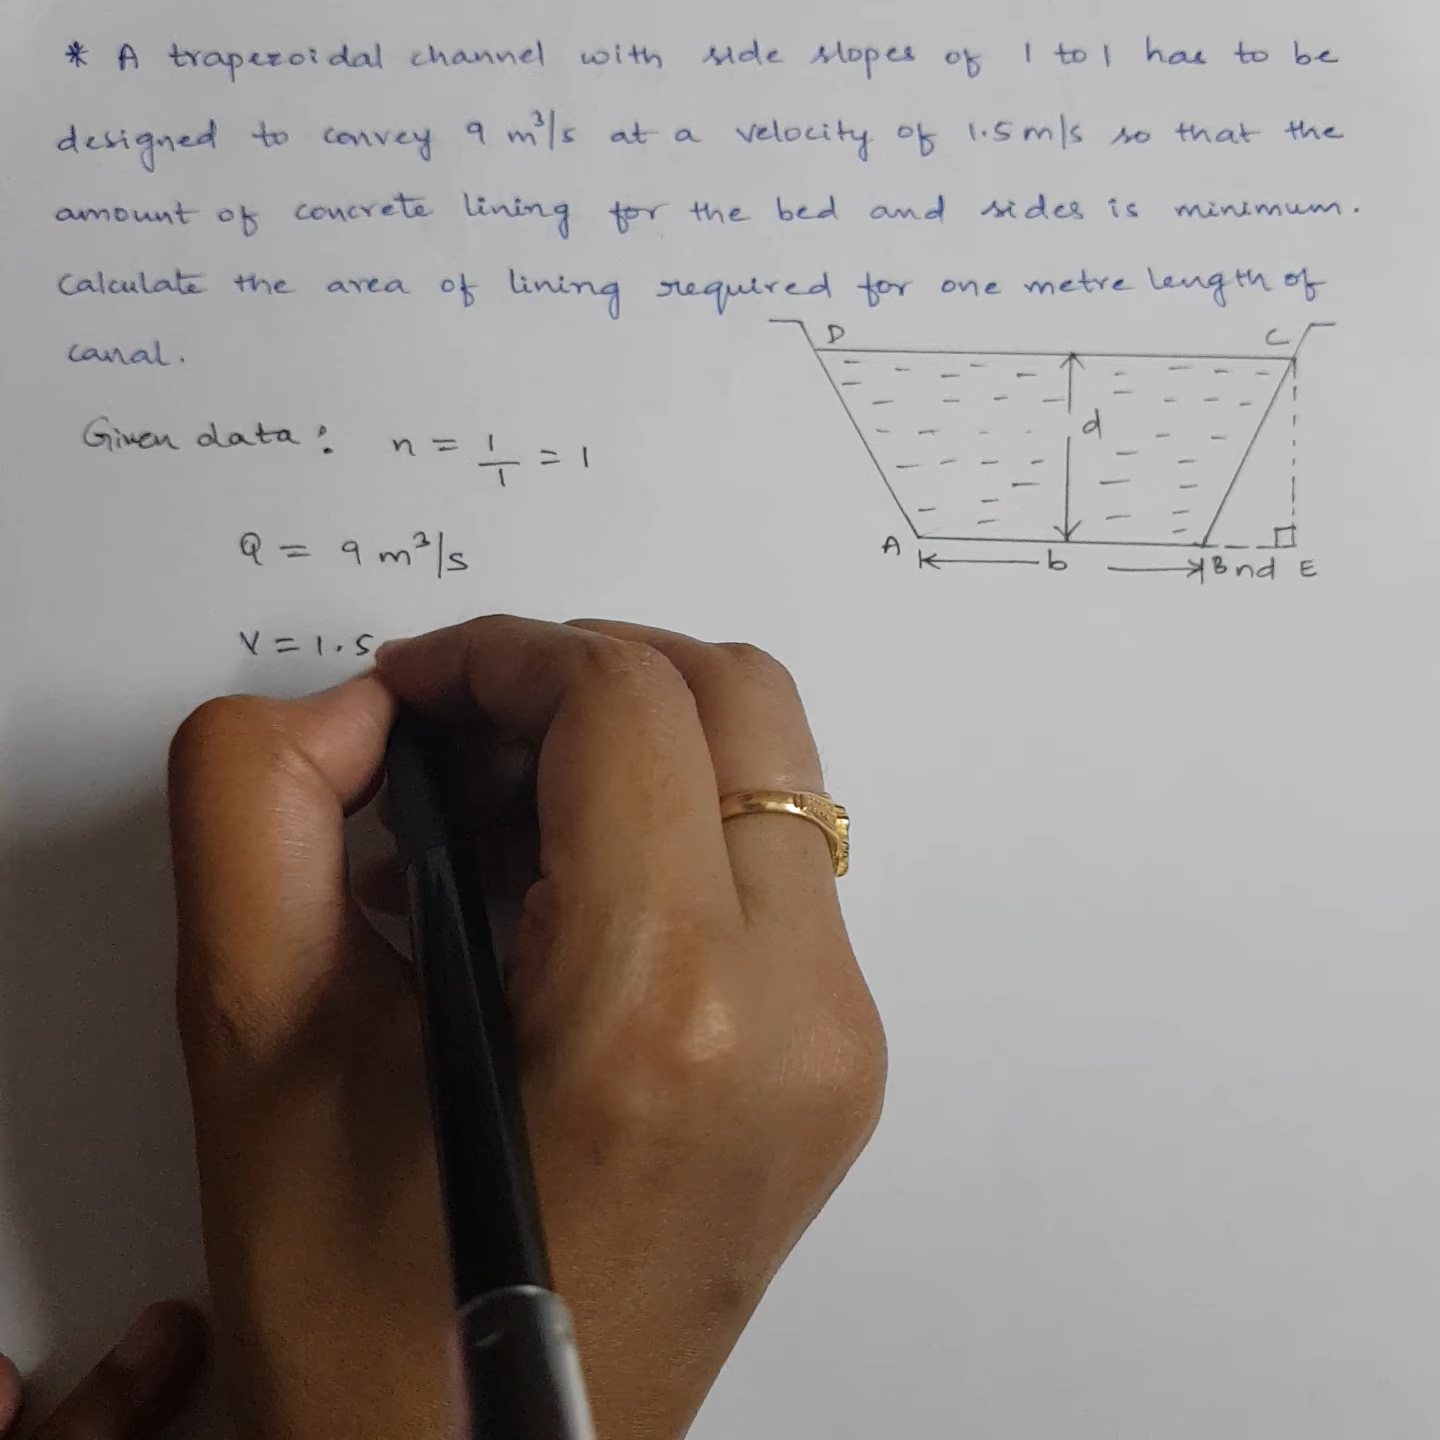 * A trapezoidal channel with side slopes of 1 to 1 has to be
designed to convey 9 m³/s at a velocity of 1.5 m/s so that the
amount of concrete lining for the bed and sides is minimum.
Calculate the area of lining required for one metre length of
canal.
D C
Given data : n = 1/1 = 1
d
Q = 9 m³/s
A b B nd E
V = 1.5